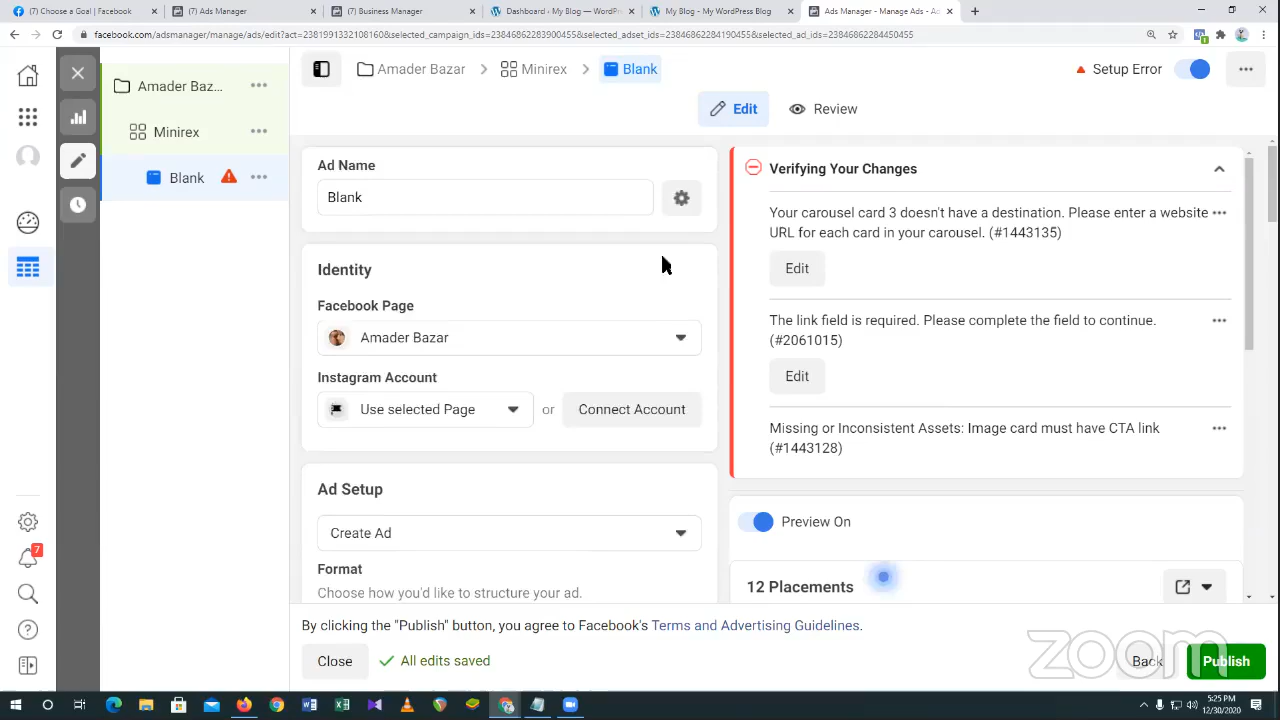 (7) Choose a Goal | Facebook
Ads Manager
(7) Business Manager
Dashboard ‹ My Blog — WordPr
My Blog – My WordPress Blog
Ads Manager - Manage Ads - Ad
facebook.com/adsmanager/manage/ads/edit?act=2381991332108160&selected_campaign_ids=23846862283900455&selected_adset_ids=23846862284190455&selected_ad_ids=23846862284450455
Amader Baz...
Minirex
Blank
Amader Bazar
Minirex
Blank
Setup Error
Edit
Review
Ad Name
Blank
Identity
Facebook Page
Amader Bazar
Instagram Account
Use selected Page
or
Connect Account
Ad Setup
Create Ad
Format
Choose how you'd like to structure your ad.
Verifying Your Changes
Your carousel card 3 doesn't have a destination. Please enter a website
URL for each card in your carousel. (#1443135)
Edit
The link field is required. Please complete the field to continue.
(#2061015)
Edit
Missing or Inconsistent Assets: Image card must have CTA link
(#1443128)
Preview On
12 Placements
7
By clicking the "Publish" button, you agree to Facebook's Terms and Advertising Guidelines.
Close
All edits saved
Back
Publish
zoom
5:25 PM
12/30/2020